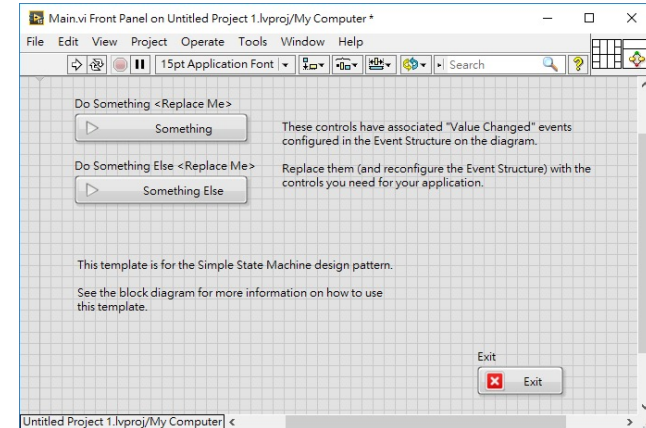 Main.vi Front Panel on Untitled Project 1.lvproj/My Computer *
File Edit View Project Operate Tools Window Help
15pt Application Font
Search
Do Something <Replace Me>
Something
These controls have associated "Value Changed" events
configured in the Event Structure on the diagram.
Do Something Else <Replace Me>
Something Else
Replace them (and reconfigure the Event Structure) with the
controls you need for your application.
This template is for the Simple State Machine design pattern.
See the block diagram for more information on how to use
this template.
Exit
Exit
Untitled Project 1.lvproj/My Computer